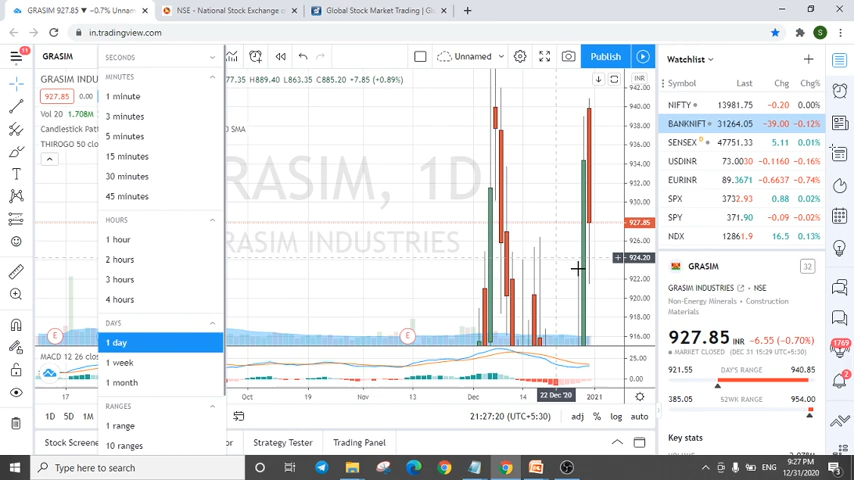 GRASIM 927.85 ▼ −0.7% Unnam
NSE - National Stock Exchange o
Global Stock Market Trading | Gl
in.tradingview.com
11
GRASIM
SECONDS
Unnamed
Publish
Watchlist
MINUTES
1 minute
3 minutes
5 minutes
15 minutes
30 minutes
45 minutes
HOURS
1 hour
2 hours
3 hours
4 hours
DAYS
1 day
1 week
1 month
RANGES
1 range
10 ranges
GRASIM INDU
77.35 H889.40 L863.35 C885.20 +7.85 (+0.89%)
927.85 0.00
Vol 20 1.708M
Candlestick Patt
THIROGO 50 clos
SMA
GRASIM, 1D
GRASIM INDUSTRIES
INR
942.00
940.00
938.00
936.00
934.00
932.00
930.00
927.85
926.00
924.20
922.00
920.00
918.00
916.00
E
E
MACD 12 26 close
25.00
0.00
17
Oct
19
Nov
17
Dec
14
22 Dec '20
2021
1D 5D 1M
21:27:20 (UTC+5:30)
adj % log auto
Stock Screene
or
Strategy Tester
Trading Panel
Symbol Last Chg Chg%
NIFTY 13981.75 -0.20 0.00%
BANKNIFT 31264.05 -39.00 -0.12%
SENSEX 47751.33 5.11 0.01%
USDINR 73.0030 -0.1160 -0.16%
EURINR 89.3671 -0.6637 -0.74%
SPX 3732.93 0.88 0.02%
SPY 371.90 -0.09 -0.02%
NDX 12861.9 16.5 0.13%
GRASIM
32
GRASIM INDUSTRIES NSE
Non-Energy Minerals • Construction
Materials
927.85 INR −6.55 (−0.70%)
MARKET CLOSED (DEC 31 15:29 UTC+5:30)
921.55 DAY'S RANGE 940.85
385.05 52WK RANGE 954.00
Key stats
1769
2
Type here to search
ENG
9:27 PM
12/31/2020
3